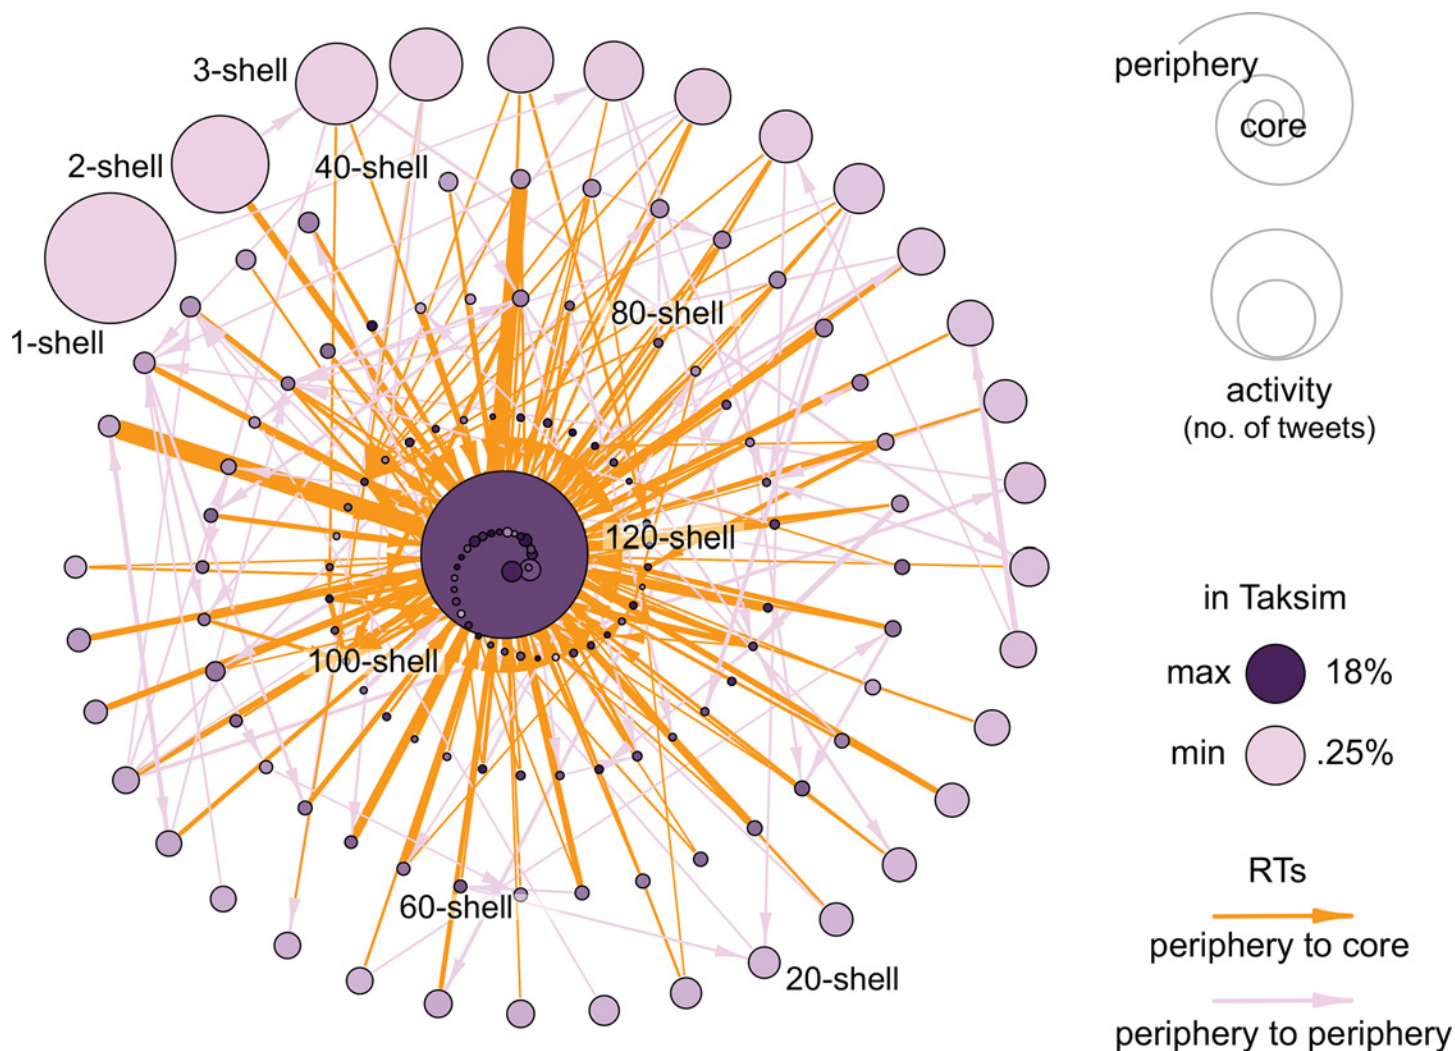 3-shell
2-shell
40-shell
1-shell
80-shell
120-shell
100-shell
60-shell
20-shell
periphery
core
activity
(no. of tweets)
in Taksim
max 18%
min .25%
RTs
periphery to core
periphery to periphery